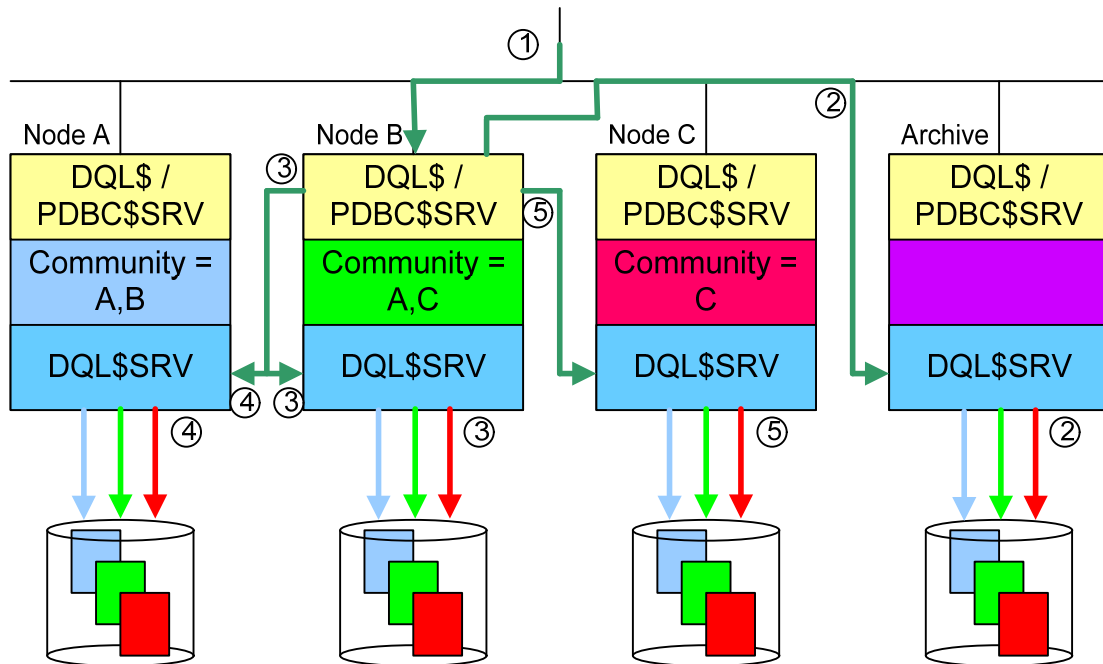 ①
②
Node A
Node B
Node C
Archive
DQL$ /
PDBC$SRV
③
DQL$ /
PDBC$SRV
⑤
DQL$ /
PDBC$SRV
DQL$ /
PDBC$SRV
Community =
A,B
Community =
A,C
Community =
C
DQL$SRV
④
③
DQL$SRV
DQL$SRV
DQL$SRV
④
③
⑤
②